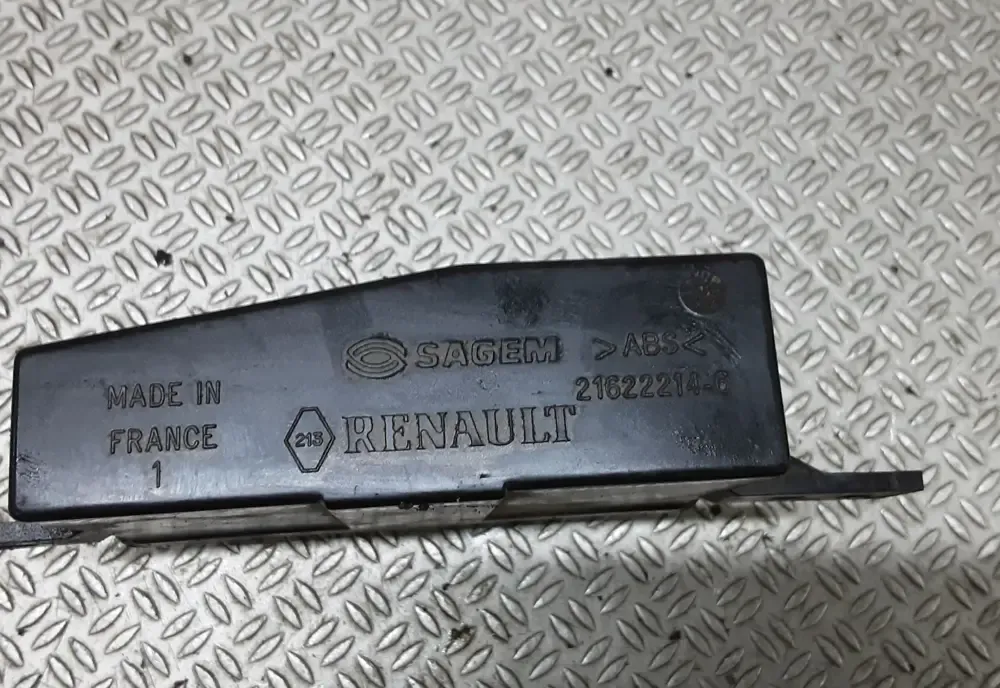 SAGEM >ABS<
MADE IN 21622214-
FRANCE 213 RENAULT
1